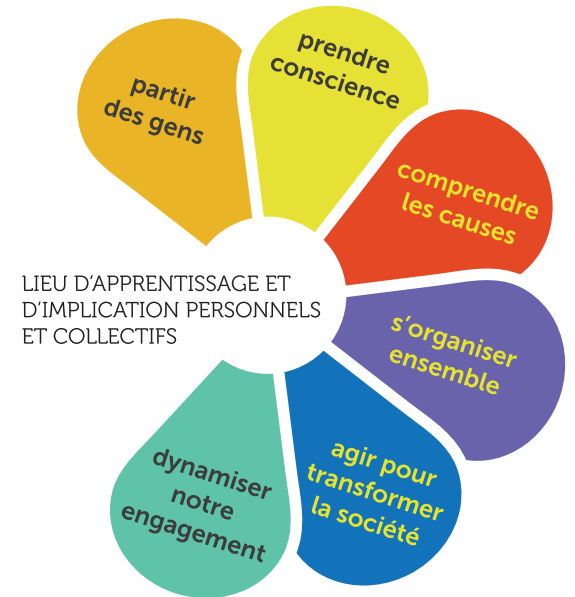 partir
des gens
prendre
conscience
comprendre
les causes
s'organiser
ensemble
agir pour
transformer
la société
dynamiser
notre
engagement
LIEU D'APPRENTISSAGE ET
D'IMPLICATION PERSONNELS
ET COLLECTIFS